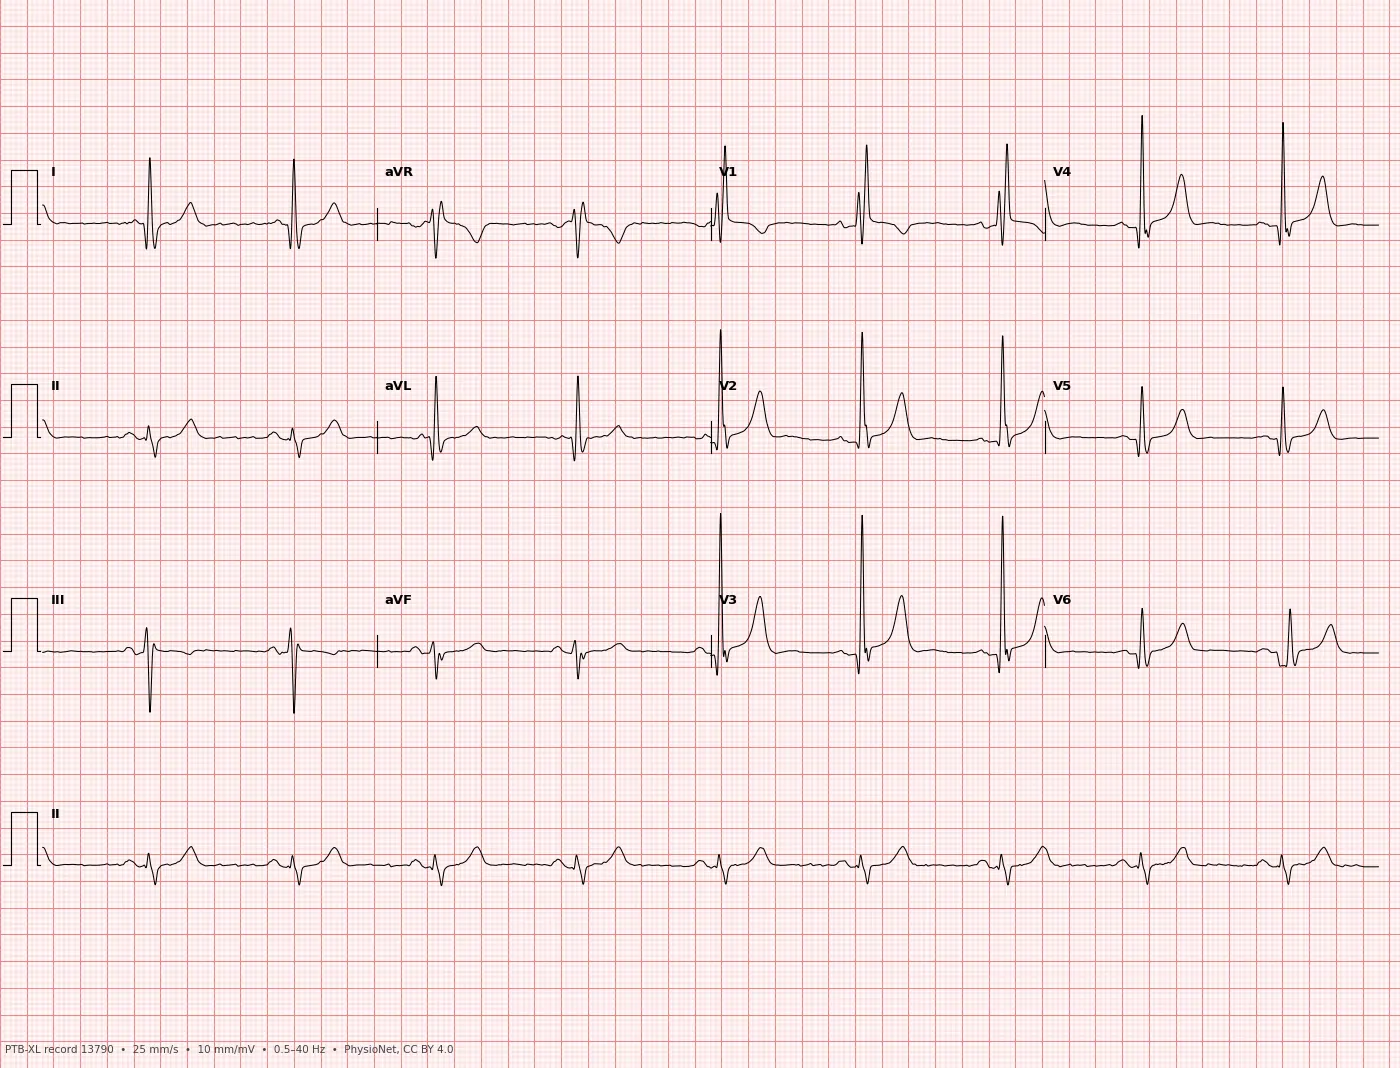 I aVR V1 V4
II aVL V2 V5
III aVF V3 V6
II
PTB-XL record 13790 • 25 mm/s • 10 mm/mV • 0.5–40 Hz • PhysioNet, CC BY 4.0